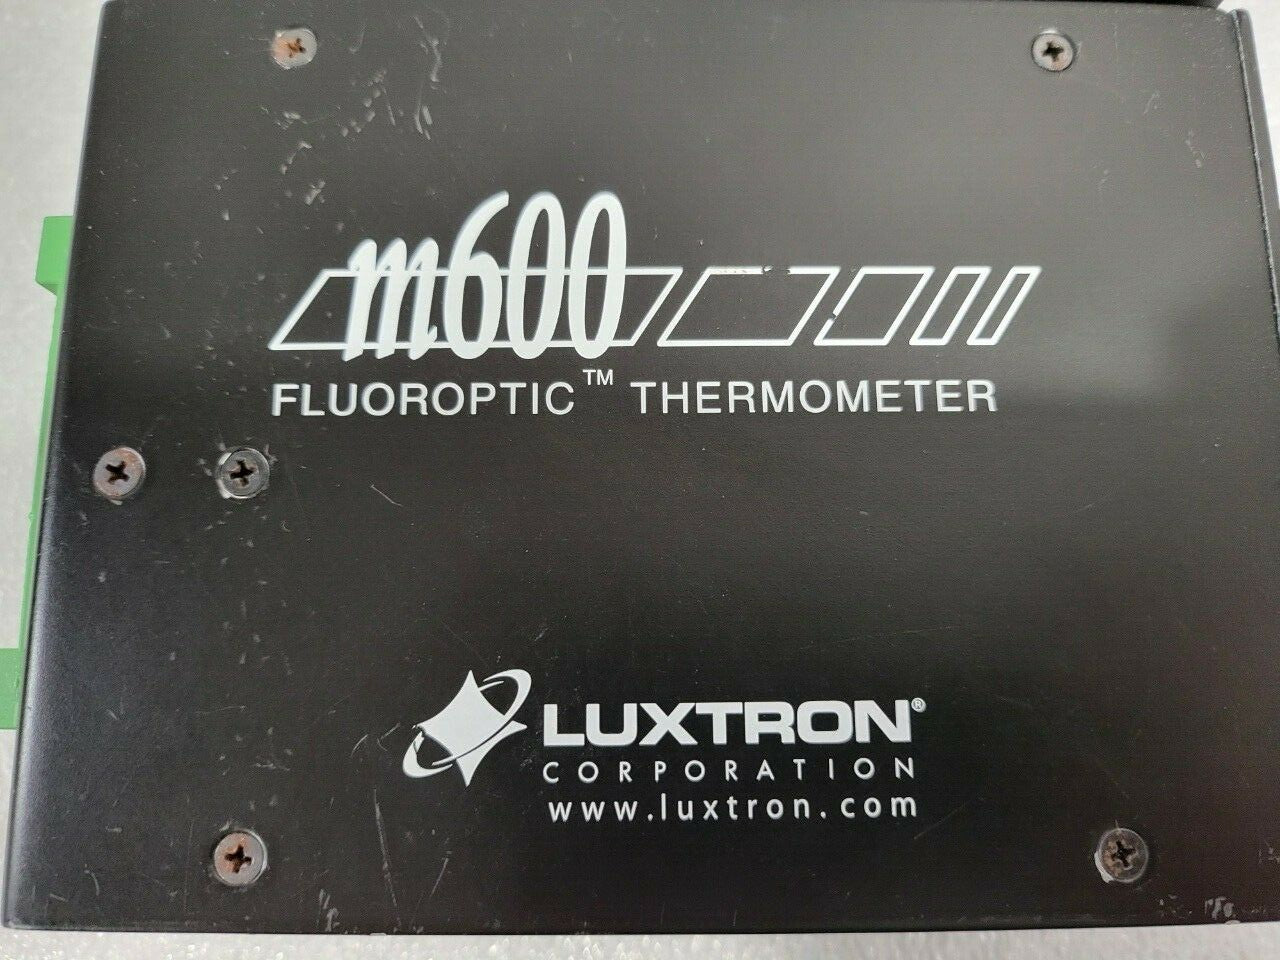 m600
FLUOROPTIC™ THERMOMETER
LUXTRON®
CORPORATION
www.luxtron.com